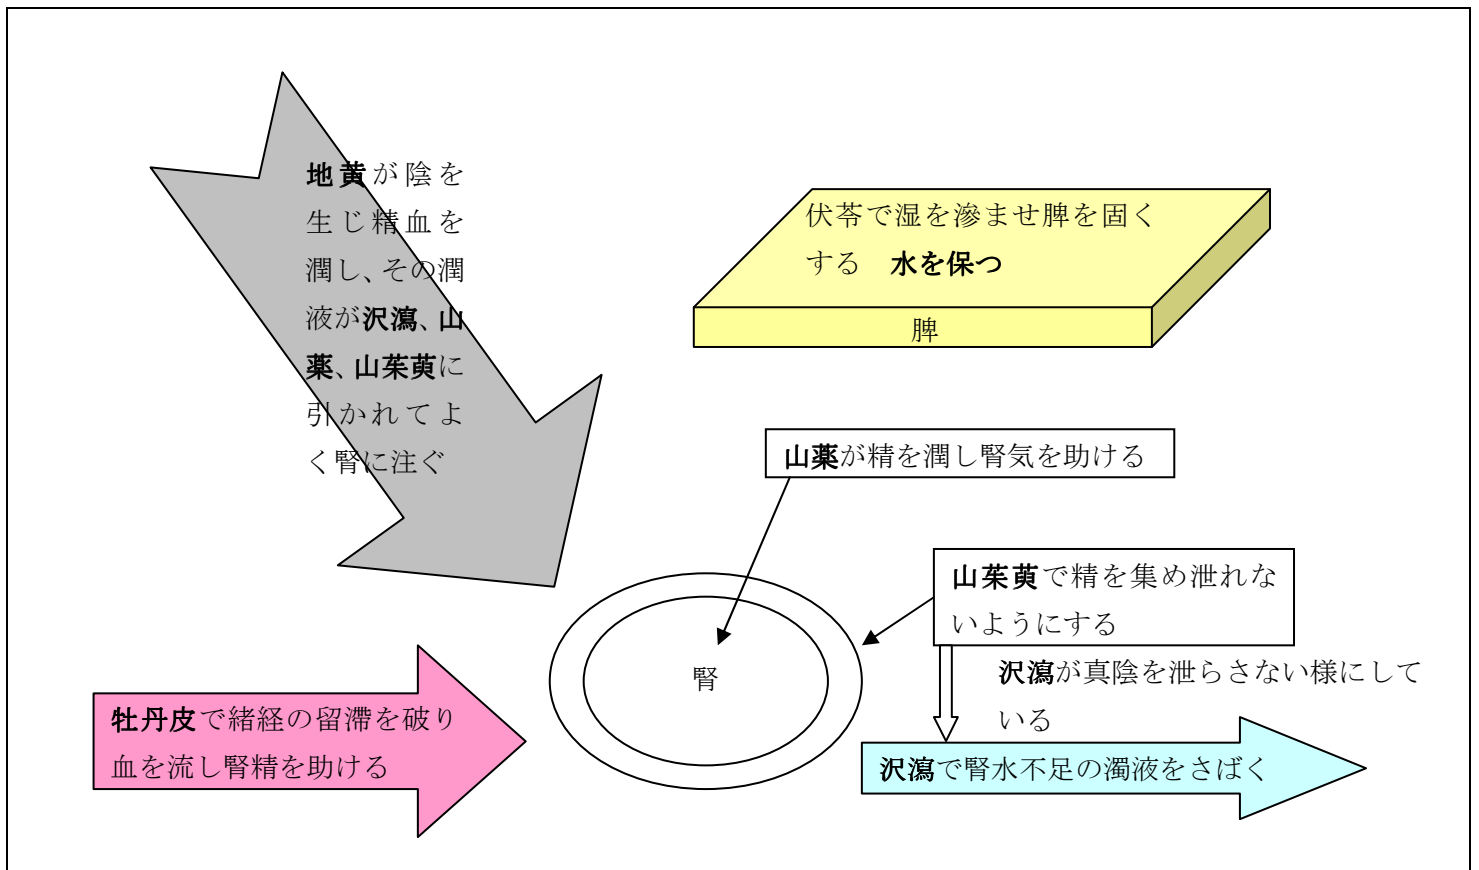 地黄が陰を
生じ精血を
潤し、その潤
液が沢瀉、山
薬、山茱萸に
引かれてよ
く腎に注ぐ
伏苓で湿を滲ませ脾を固く
する　水を保つ
脾
山薬が精を潤し腎気を助ける
山茱萸で精を集め泄れな
いようにする
腎
沢瀉が真陰を泄らさない様にして
いる
牡丹皮で緒経の留滞を破り
血を流し腎精を助ける
沢瀉で腎水不足の濁液をさばく